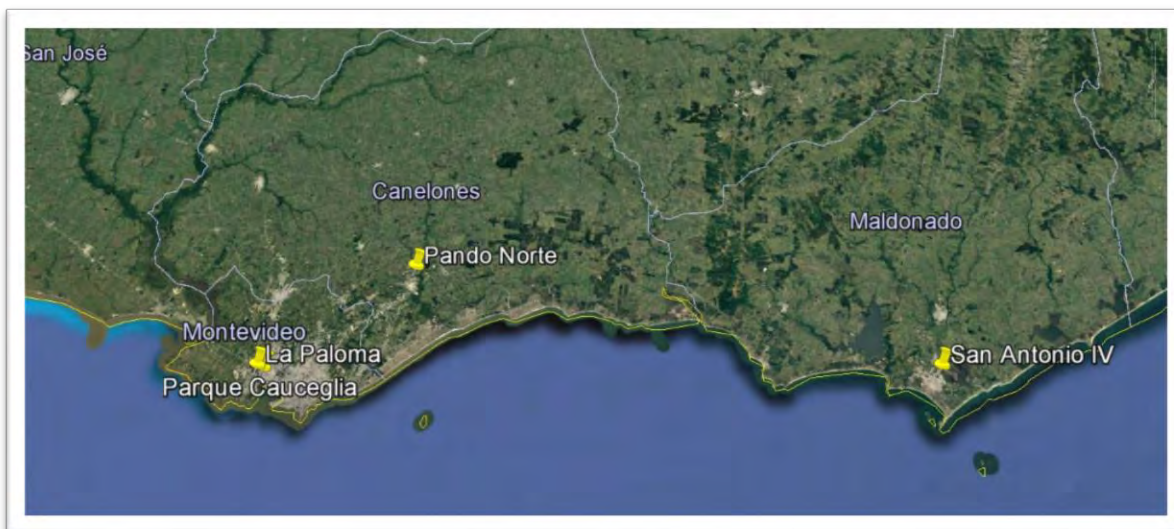 San José
Canelones
Maldonado
Pando Norte
Montevideo
La Paloma
San Antonio IV
Parque Cauceglia